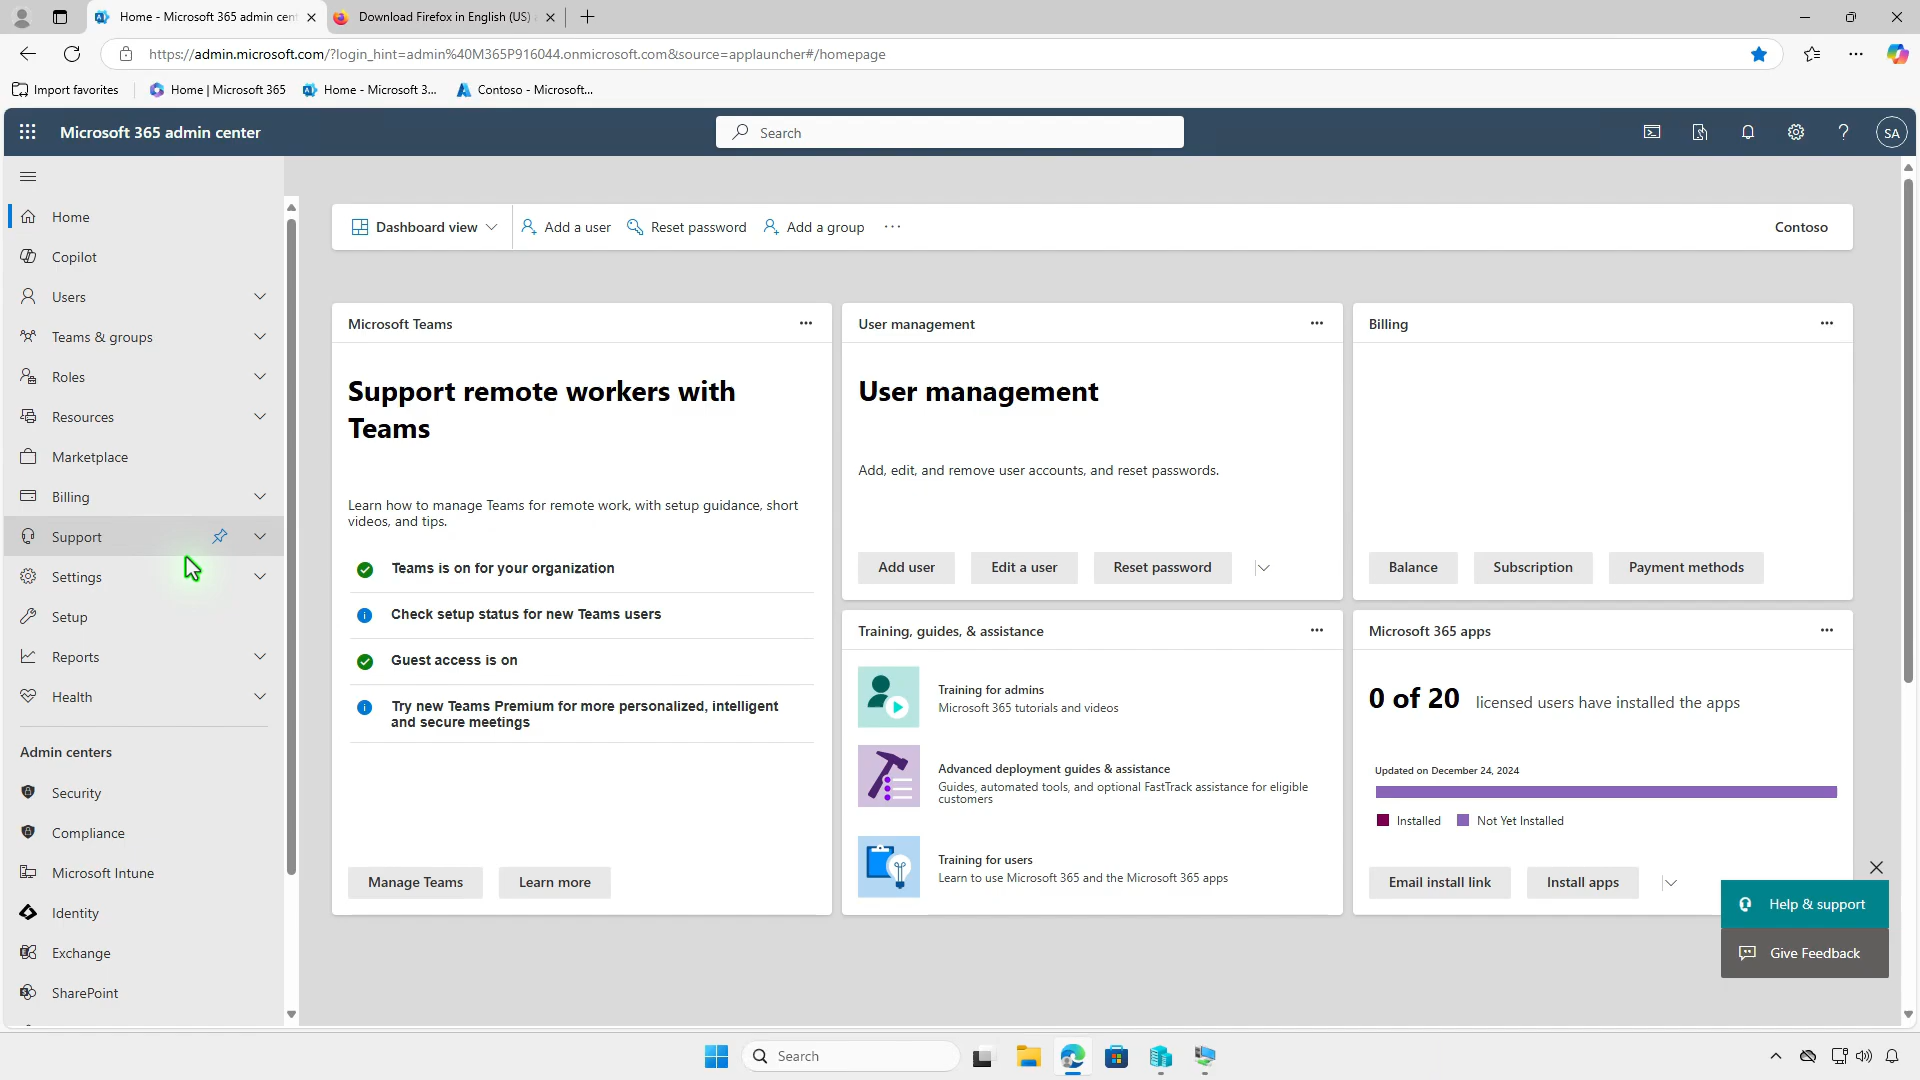 Home - Microsoft 365 admin cent
Download Firefox in English (US)
https://admin.microsoft.com/?login_hint=admin%40M365P916044.onmicrosoft.com&source=applauncher#/homepage
Import favorites
Home | Microsoft 365
Home - Microsoft 3...
Contoso - Microsoft...
Microsoft 365 admin center
Search
SA
Home
Copilot
Users
Teams & groups
Roles
Resources
Marketplace
Billing
Support
Settings
Setup
Reports
Health
Admin centers
Security
Compliance
Microsoft Intune
Identity
Exchange
SharePoint
Dashboard view
Add a user
Reset password
Add a group
Contoso
Microsoft Teams
Support remote workers with
Teams
Learn how to manage Teams for remote work, with setup guidance, short
videos, and tips.
Teams is on for your organization
Check setup status for new Teams users
Guest access is on
Try new Teams Premium for more personalized, intelligent
and secure meetings
Manage Teams
Learn more
User management
User management
Add, edit, and remove user accounts, and reset passwords.
Add user
Edit a user
Reset password
Billing
Balance
Subscription
Payment methods
Training, guides, & assistance
Training for admins
Microsoft 365 tutorials and videos
Advanced deployment guides & assistance
Guides, automated tools, and optional FastTrack assistance for eligible
customers
Training for users
Learn to use Microsoft 365 and the Microsoft 365 apps
Microsoft 365 apps
0 of 20 licensed users have installed the apps
Updated on December 24, 2024
Installed
Not Yet Installed
Email install link
Install apps
Help & support
Give Feedback
Search